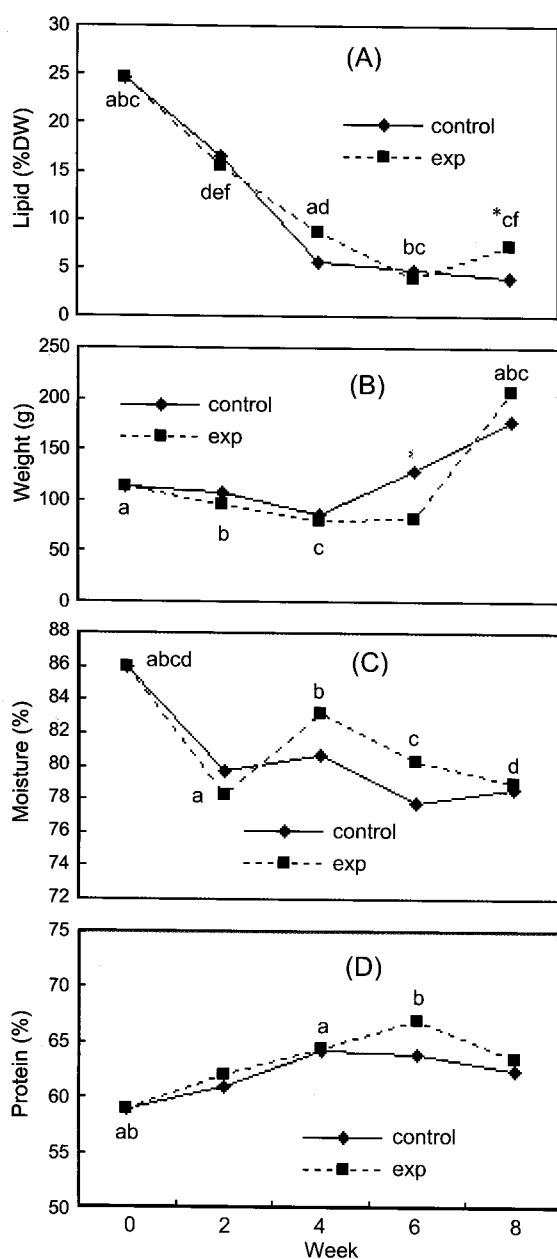 (A)
Lipid (%DW)
30
25
20
15
10
5
0
abc
def
ad
bc
*cf
control
exp
(B)
Weight (g)
250
200
150
100
50
0
control
exp
a
b
c
*
abc
(C)
Moisture (%)
88
86
84
82
80
78
76
74
72
abcd
a
b
c
d
control
exp
(D)
Protein (%)
75
70
65
60
55
50
ab
a
b
control
exp
0 2 4 6 8
Week